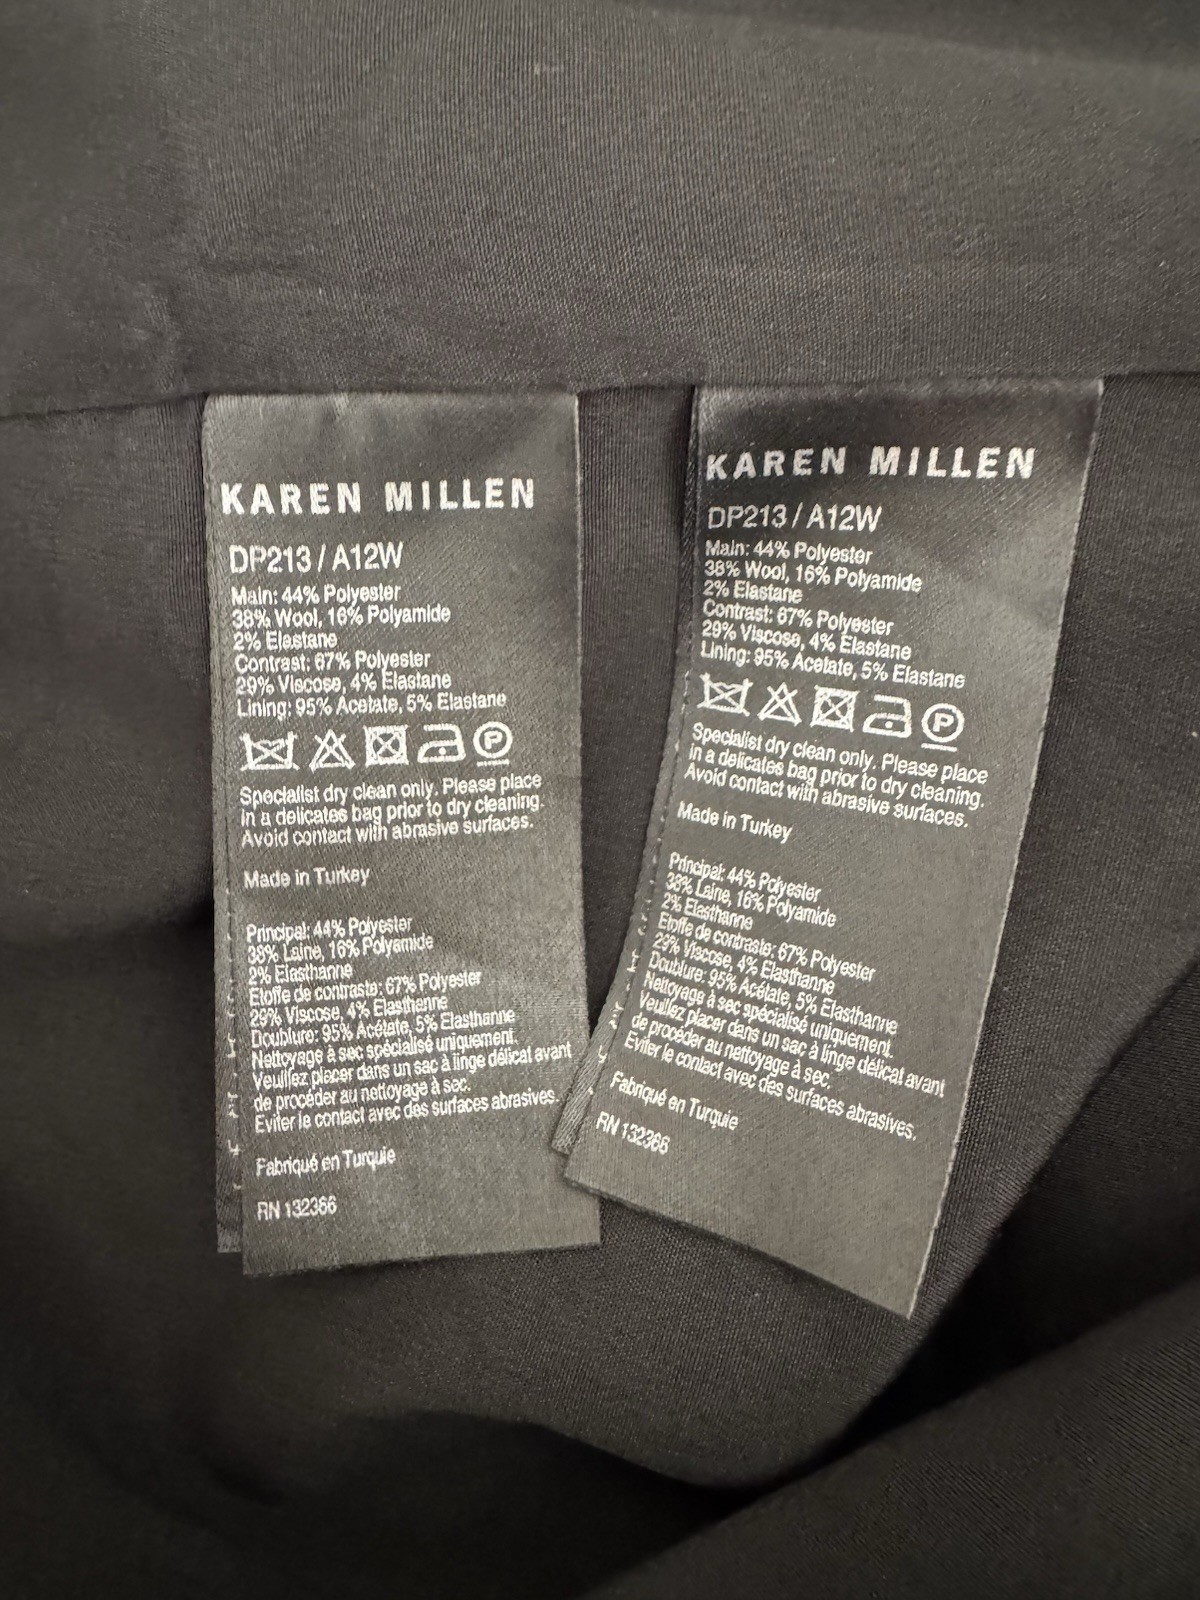 KAREN MILLEN
DP213 / A12W
Main: 44% Polyester
38% Wool, 16% Polyamide
2% Elastane
Contrast: 67% Polyester
29% Viscose, 4% Elastane
Lining: 95% Acetate, 5% Elastane
P
Specialist dry clean only. Please place
in a delicates bag prior to dry cleaning.
Avoid contact with abrasive surfaces.
Made in Turkey
Principal: 44% Polyester
38% Laine, 16% Polyamide
2% Elasthanne
Etoffe de contraste: 67% Polyester
29% Viscose, 4% Elasthanne
Doublure: 95% Acétate, 5% Elasthanne
Nettoyage à sec spécialisé uniquement.
Veuillez placer dans un sac à linge délicat avant
de procéder au nettoyage à sec.
Eviter le contact avec des surfaces abrasives.
Fabriqué en Turquie
RN 132366
KAREN MILLEN
DP213 / A12W
Main: 44% Polyester
38% Wool, 16% Polyamide
2% Elastane
Contrast: 67% Polyester
29% Viscose, 4% Elastane
Lining: 95% Acetate, 5% Elastane
P
Specialist dry clean only. Please place
in a delicates bag prior to dry cleaning.
Avoid contact with abrasive surfaces.
Made in Turkey
Principal: 44% Polyester
38% Laine, 16% Polyamide
2% Elasthanne
Etoffe de contraste: 67% Polyester
29% Viscose, 4% Elasthanne
Doublure: 95% Acétate, 5% Elasthanne
Nettoyage à sec spécialisé uniquement.
Veuillez placer dans un sac à linge délicat avant
de procéder au nettoyage à sec.
Eviter le contact avec des surfaces abrasives.
Fabriqué en Turquie
RN 132366